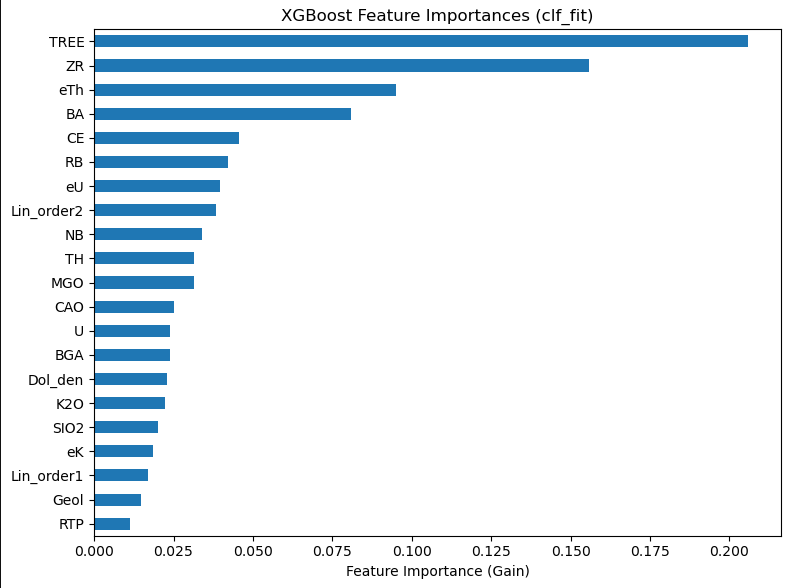 XGBoost Feature Importances (clf_fit)
TREE
ZR
eTh
BA
CE
RB
eU
Lin_order2
NB
TH
MGO
CAO
U
BGA
Dol_den
K2O
SIO2
eK
Lin_order1
Geol
RTP
0.000 0.025 0.050 0.075 0.100 0.125 0.150 0.175 0.200
Feature Importance (Gain)